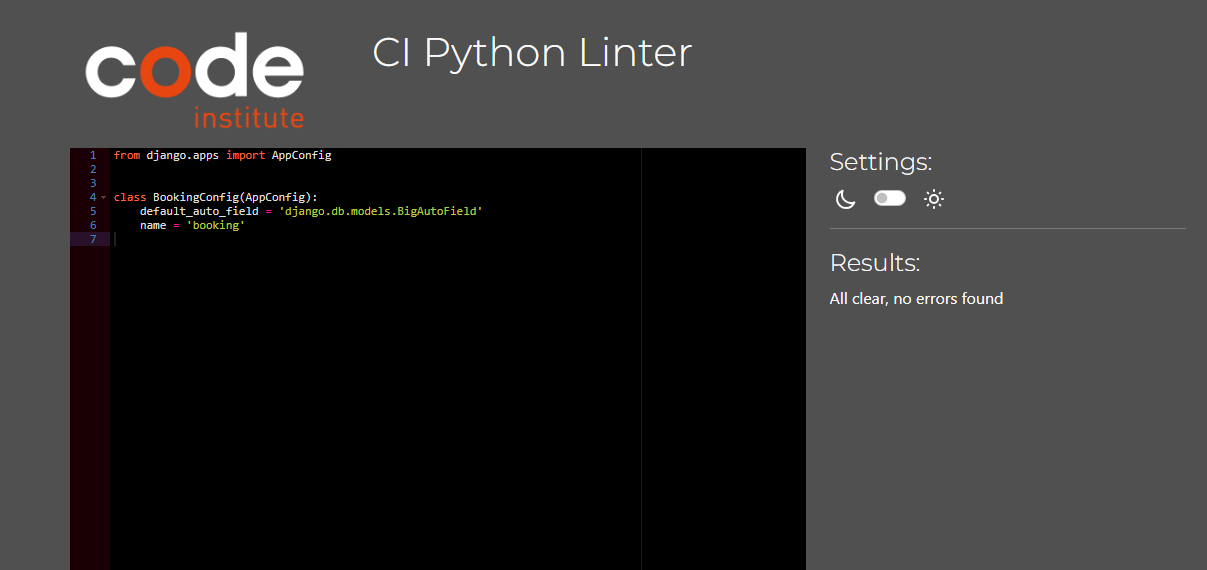 code
institute
CI Python Linter
1 from django.apps import AppConfig
2
3
4 class BookingConfig(AppConfig):
5     default_auto_field = 'django.db.models.BigAutoField'
6     name = 'booking'
7
Settings:
Results:
All clear, no errors found